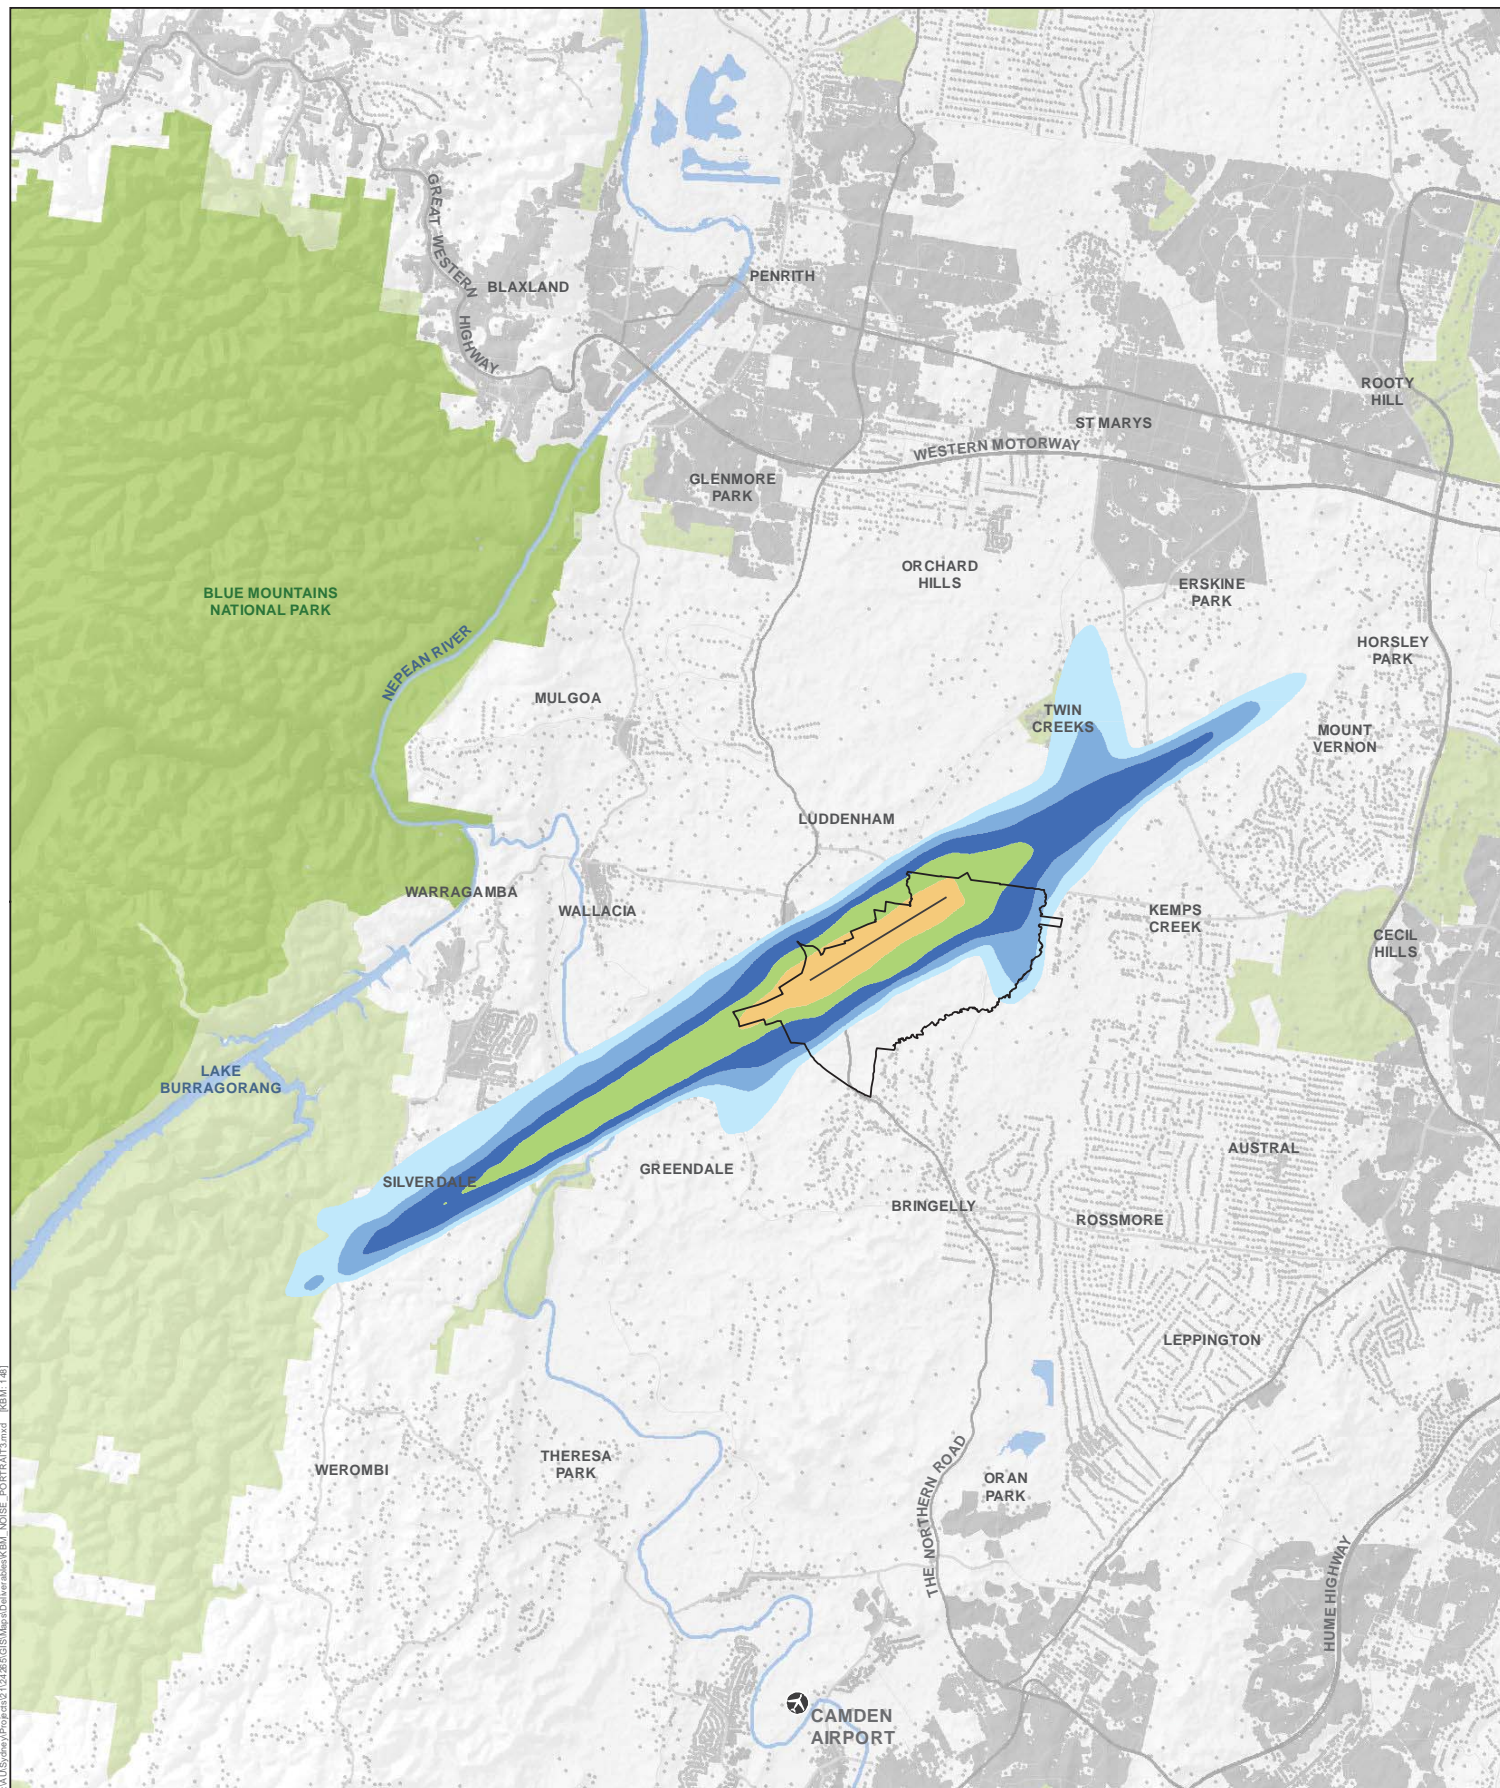 GREAT WESTERN
HIGHWAY
BLAXLAND
PENRITH
ROOTY
HILL
ST MARYS
WESTERN MOTORWAY
GLENMORE
PARK
ORCHARD
HILLS
ERSKINE
PARK
BLUE MOUNTAINS
NATIONAL PARK
NEPEAN RIVER
HORSLEY
PARK
MULGOA
TWIN
CREEKS
MOUNT
VERNON
LUDDENHAM
WARRAGAMBA
WALLACIA
KEMPS
CREEK
CECIL
HILLS
LAKE
BURRAGORANG
AUSTRAL
GREENDALE
SILVERDALE
BRINGELLY
ROSSMORE
LEPPINGTON
THERESA
PARK
WEROMBI
THE NORTHERN ROAD
ORAN
PARK
HUME HIGHWAY
CAMDEN
AIRPORT